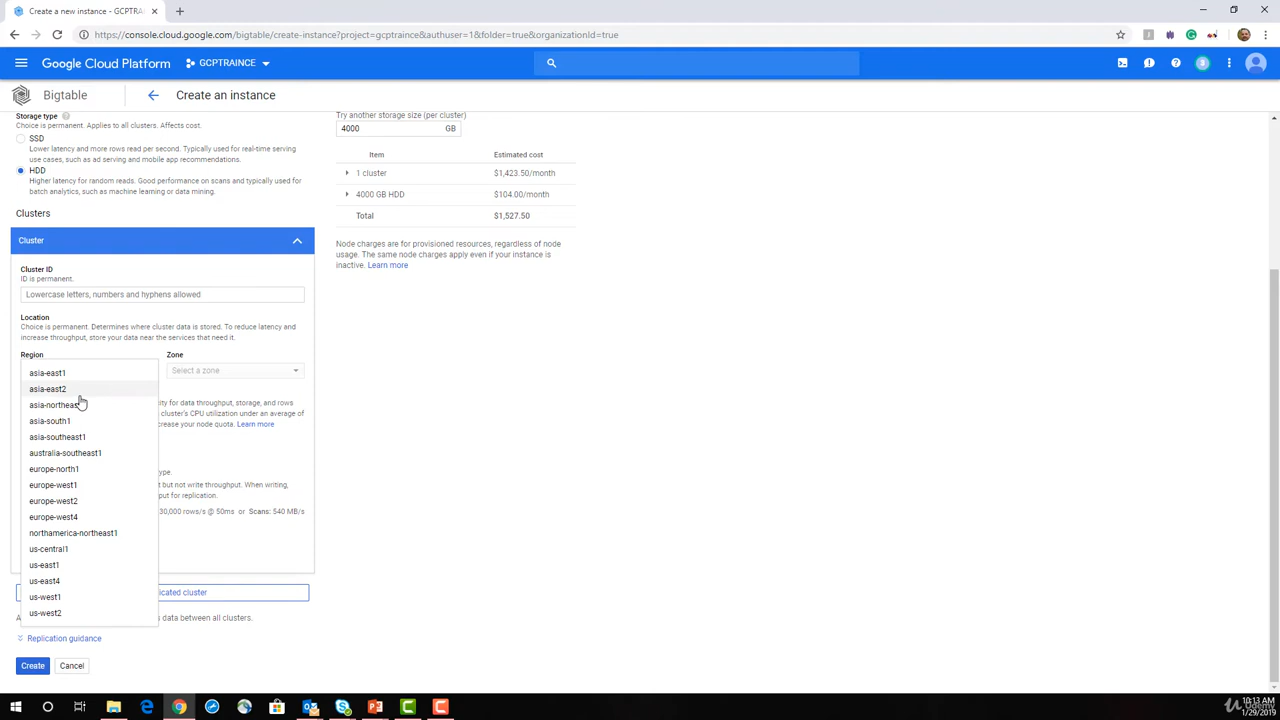 Create a new instance - GCPTRAI
https://console.cloud.google.com/bigtable/create-instance?project=gcptraince&authuser=1&folder=true&organizationId=true
Google Cloud Platform
GCPTRAINCE
3
Bigtable
Create an instance
Storage type
Choice is permanent. Applies to all clusters. Affects cost.
SSD
Lower latency and more rows read per second. Typically used for real-time serving
use cases, such as ad serving and mobile app recommendations.
HDD
Higher latency for random reads. Good performance on scans and typically used for
batch analytics, such as machine learning or data mining.
Clusters
Cluster
Cluster ID
ID is permanent.
Lowercase letters, numbers and hyphens allowed
Location
Choice is permanent. Determines where cluster data is stored. To reduce latency and
increase throughput, store your data near the services that need it.
Region
Zone
Select a zone
asia-east1
asia-east2
asia-northeas
asia-south1
asia-southeast1
australia-southeast1
europe-north1
europe-west1
europe-west2
europe-west4
northamerica-northeast1
us-central1
us-east1
us-east4
us-west1
us-west2
ity for data throughput, storage, and rows
cluster's CPU utilization under an average of
crease your node quota. Learn more
ype.
t but not write throughput. When writing,
put for replication.
30,000 rows/s @ 50ms or Scans: 540 MB/s
icated cluster
A
s data between all clusters.
Replication guidance
Create
Cancel
Try another storage size (per cluster)
4000 GB
Item Estimated cost
1 cluster $1,423.50/month
4000 GB HDD $104.00/month
Total $1,527.50
Node charges are for provisioned resources, regardless of node
usage. The same node charges apply even if your instance is
inactive. Learn more
10:13 AM
1/29/2019
Udemy